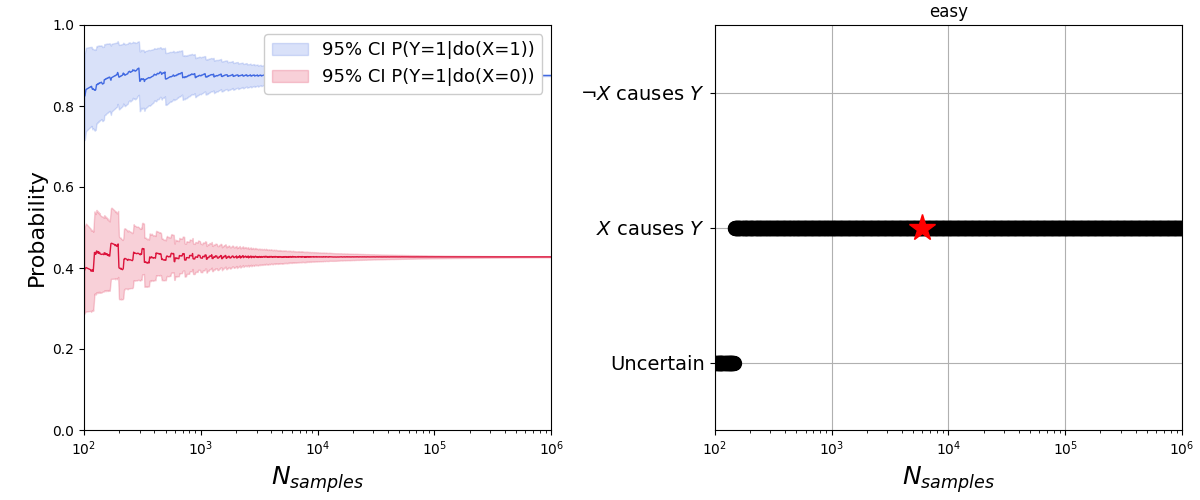 1.0
0.8
0.6
0.4
0.2
0.0
Probability
10²
10³
10⁴
10⁵
10⁶
N_samples
95% CI P(Y=1|do(X=1))
95% CI P(Y=1|do(X=0))
easy
¬X causes Y
X causes Y
Uncertain
10²
10³
10⁴
10⁵
10⁶
N_samples